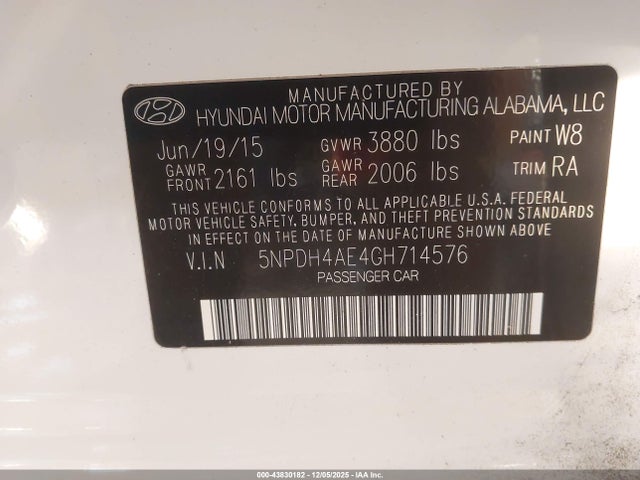 MANUFACTURED BY
HYUNDAI MOTOR MANUFACTURING ALABAMA, LLC
Jun/19/15 GVWR 3880 lbs PAINT W8
GAWR FRONT 2161 lbs GAWR REAR 2006 lbs TRIM RA
THIS VEHICLE CONFORMS TO ALL APPLICABLE U.S.A. FEDERAL
MOTOR VEHICLE SAFETY, BUMPER, AND THEFT PREVENTION STANDARDS
IN EFFECT ON THE DATE OF MANUFACTURE SHOWN ABOVE
V.I.N 5NPDH4AE4GH714576
PASSENGER CAR
000-43830182 - 12/05/2025 - IAA Inc.